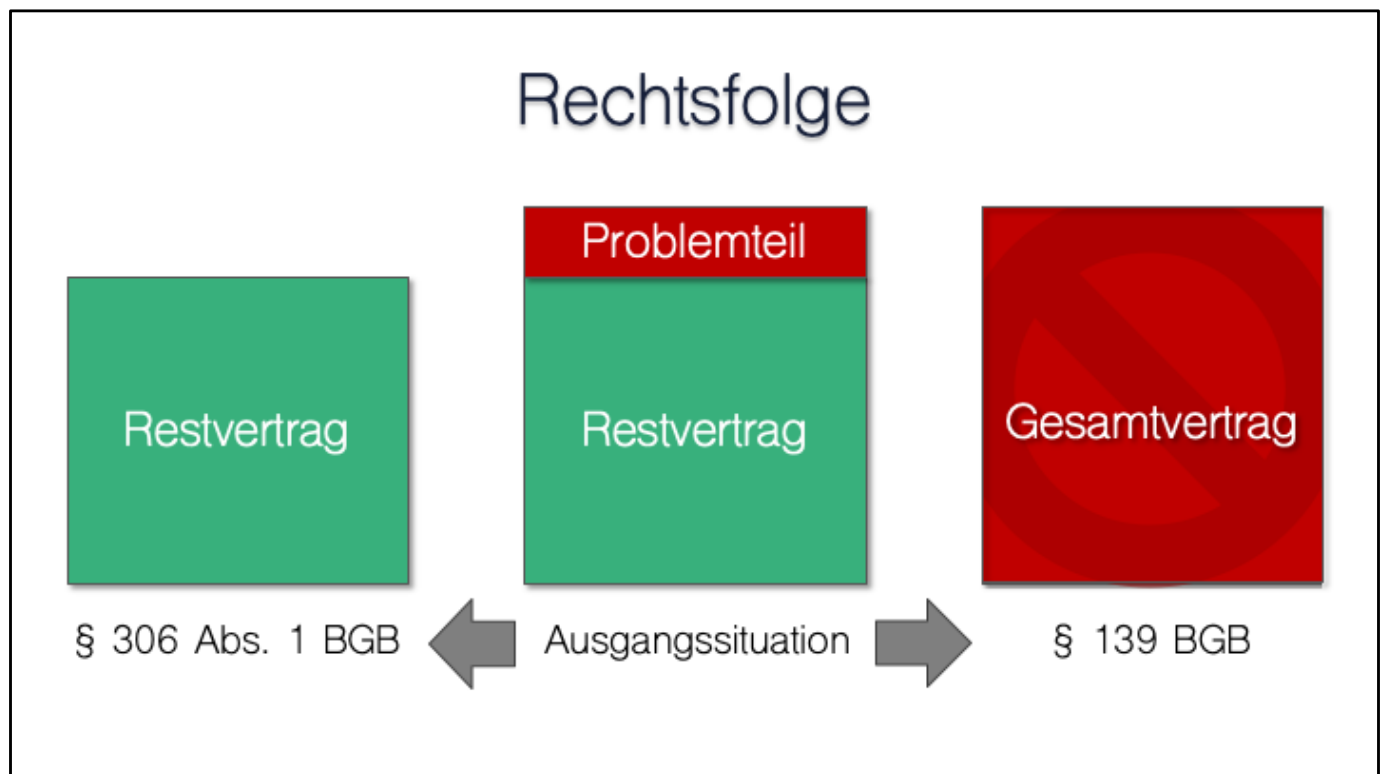 Rechtsfolge
Problemteil
Restvertrag
Restvertrag
Gesamtvertrag
§ 306 Abs. 1 BGB
Ausgangssituation
§ 139 BGB